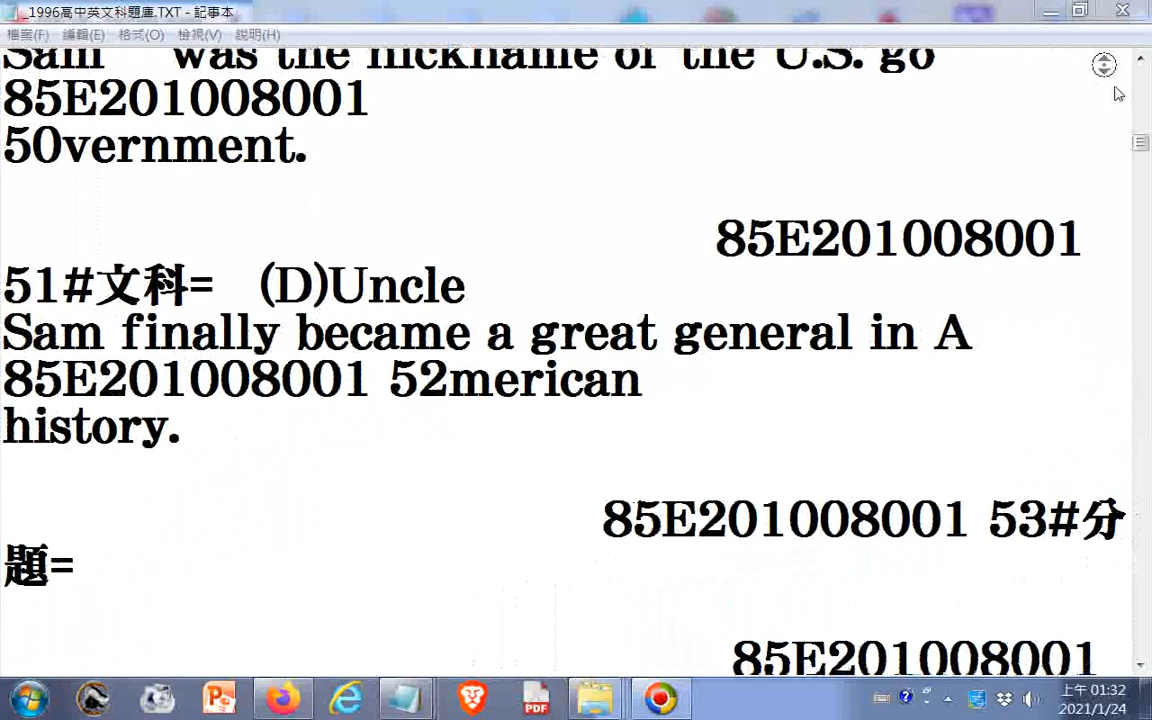 _1996高中英文科題庫.TXT - 記事本
檔案(F) 編輯(E) 格式(O) 檢視(V) 說明(H)
Sam was the nickname of the U.S. go
85E201008001
50vernment.
85E201008001
51#文科= (D)Uncle
Sam finally became a great general in A
85E201008001 52merican
history.
85E201008001 53#分
題=
85E201008001
PDF
上午 01:32
2021/1/24